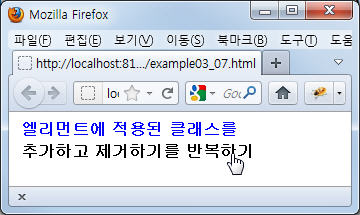 Mozilla Firefox
파일(F) 편집(E) 보기(V) 이동(S) 북마크(B) 도구(T) 도움
http://localhost:81.../example03_07.html
lo
Goo
엘리먼트에 적용된 클래스를
추가하고 제거하기를 반복하기
x